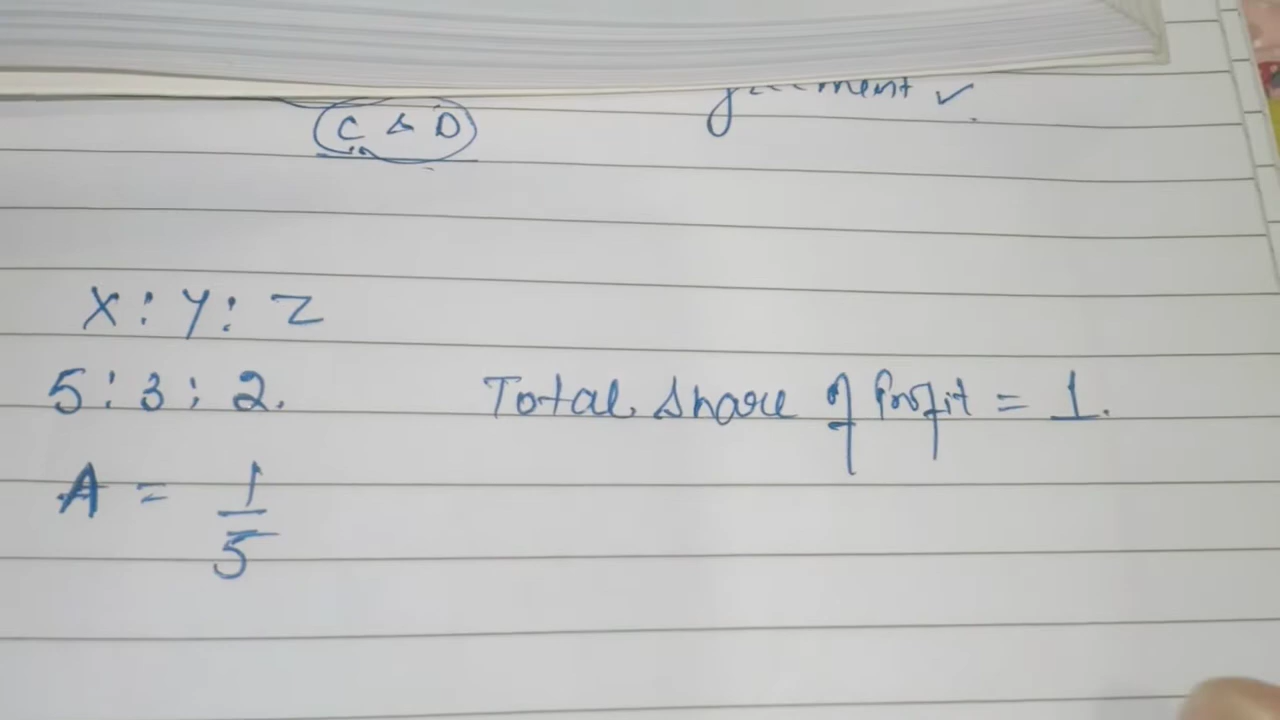 C & D
X : Y : Z
5 : 3 : 2.
Total share of Profit = 1.
A = 1/5